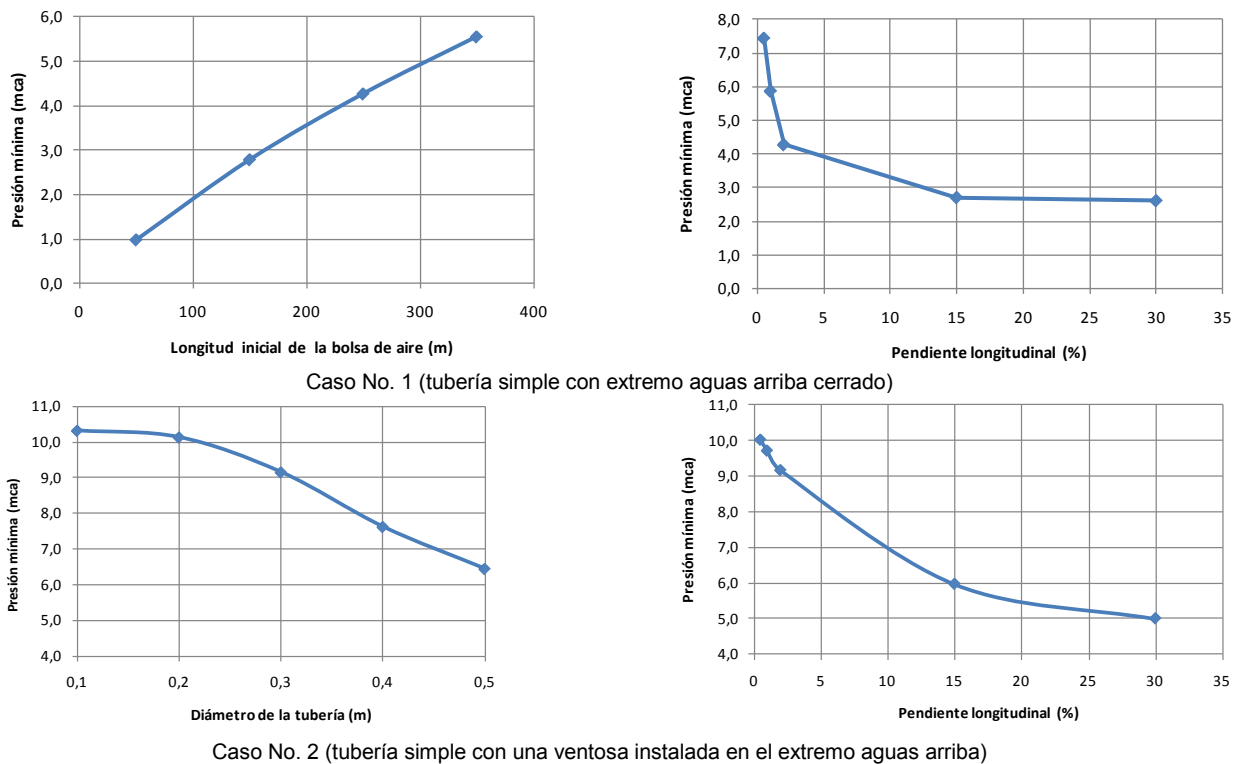 6,0
5,0
4,0
3,0
2,0
1,0
0,0
Presión mínima (mca)
0 100 200 300 400
Longitud inicial de la bolsa de aire (m)
8,0
7,0
6,0
5,0
4,0
3,0
2,0
1,0
0,0
Presión mínima (mca)
0 5 10 15 20 25 30 35
Pendiente longitudinal (%)
Caso No. 1 (tubería simple con extremo aguas arriba cerrado)
11,0
10,0
9,0
8,0
7,0
6,0
5,0
4,0
Presión mínima (mca)
0,1 0,2 0,3 0,4 0,5
Diámetro de la tubería (m)
11,0
10,0
9,0
8,0
7,0
6,0
5,0
4,0
Presión mínima (mca)
0 5 10 15 20 25 30 35
Pendiente longitudinal (%)
Caso No. 2 (tubería simple con una ventosa instalada en el extremo aguas arriba)